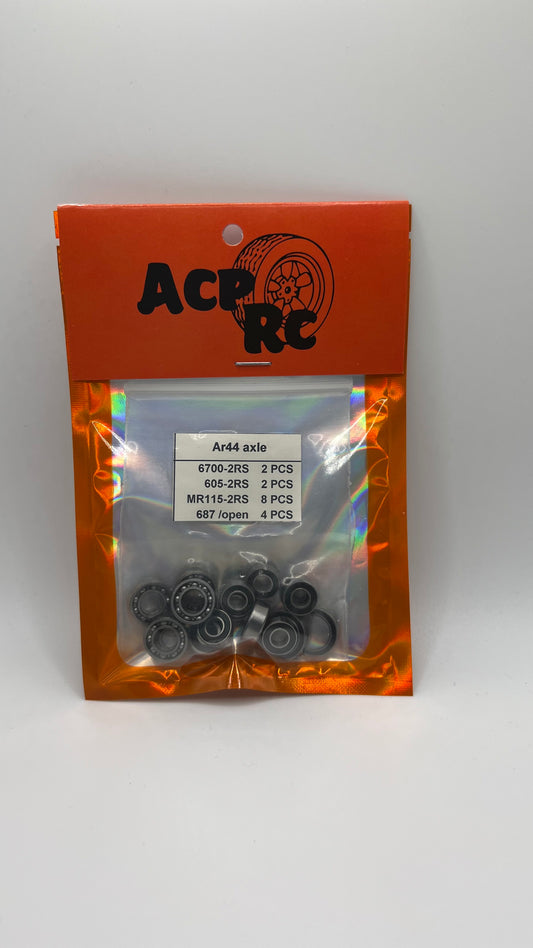 ACP
RC
Ar44 axle
6700-2RS 2 PCS
605-2RS 2 PCS
MR115-2RS 8 PCS
687 /open 4 PCS